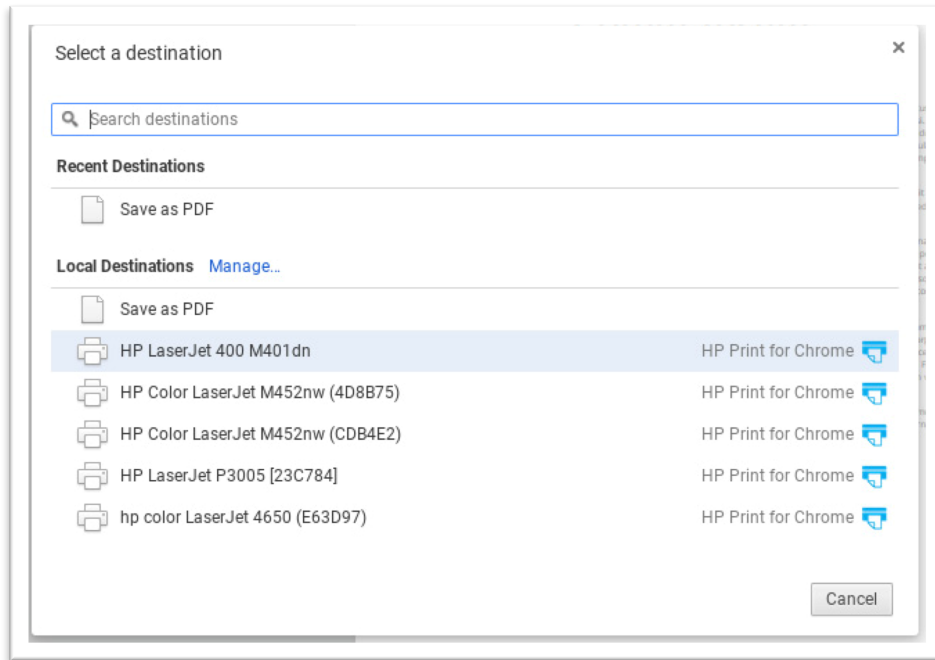 Select a destination ×
Search destinations
Recent Destinations
Save as PDF
Local Destinations Manage...
Save as PDF
HP LaserJet 400 M401dn HP Print for Chrome
HP Color LaserJet M452nw (4D8B75) HP Print for Chrome
HP Color LaserJet M452nw (CDB4E2) HP Print for Chrome
HP LaserJet P3005 [23C784] HP Print for Chrome
hp color LaserJet 4650 (E63D97) HP Print for Chrome
Cancel